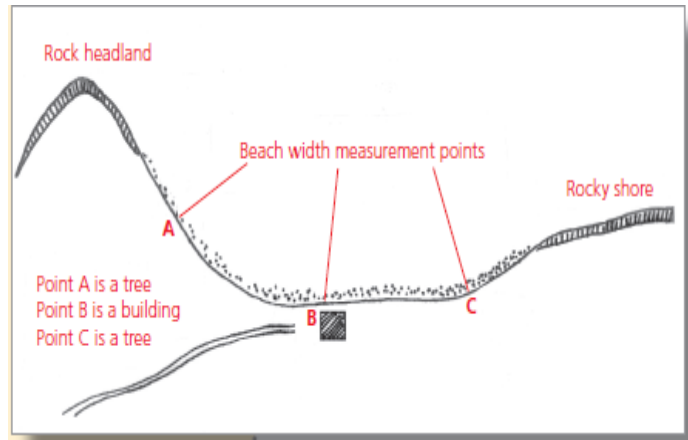 Rock headland
Beach width measurement points
Rocky shore
A
Point A is a tree
Point B is a building
Point C is a tree
B
C